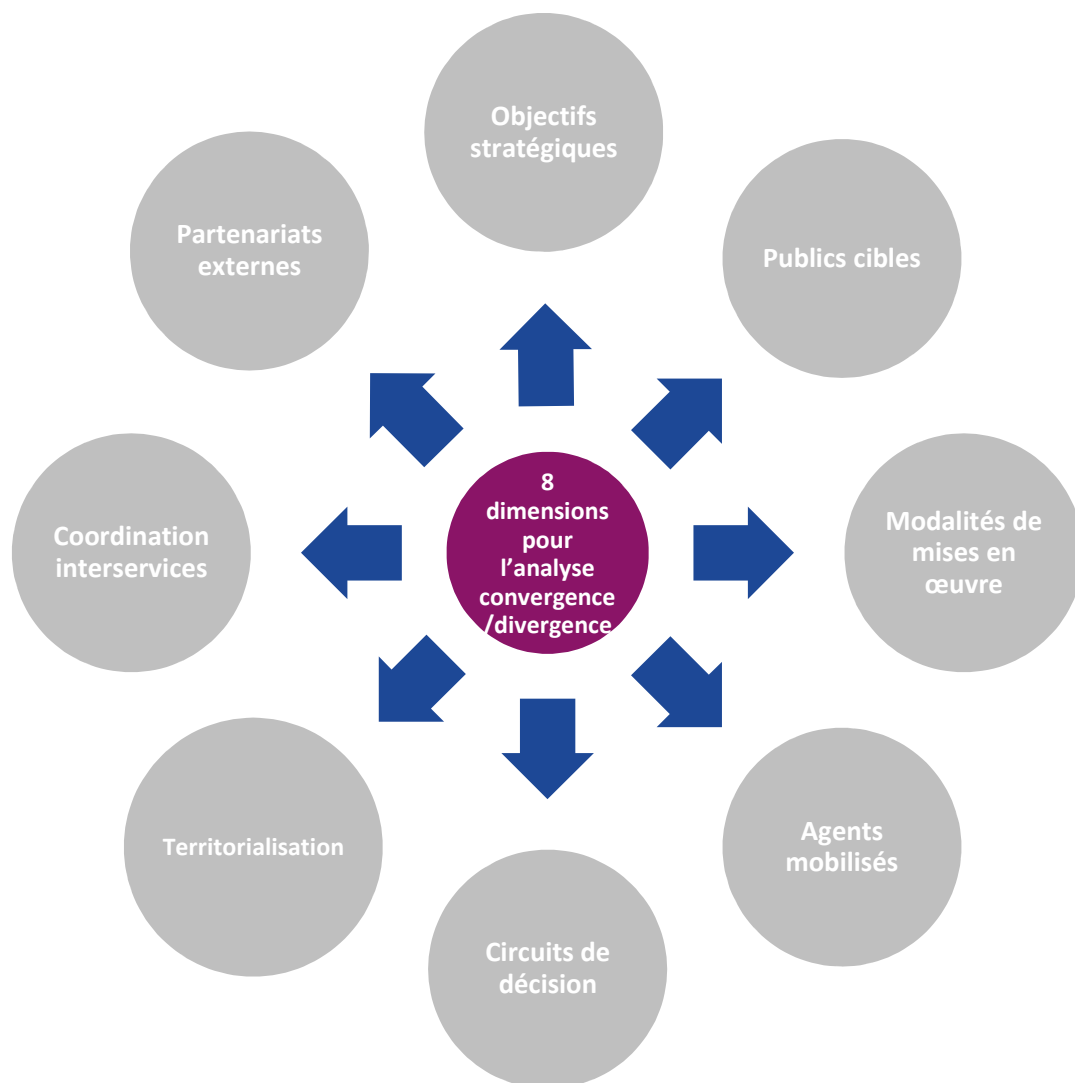 Objectifs
stratégiques
Publics cibles
Modalités de
mises en
œuvre
Agents
mobilisés
Circuits de
décision
Territorialisation
Coordination
interservices
Partenariats
externes
8
dimensions
pour
l’analyse
convergence
/divergence